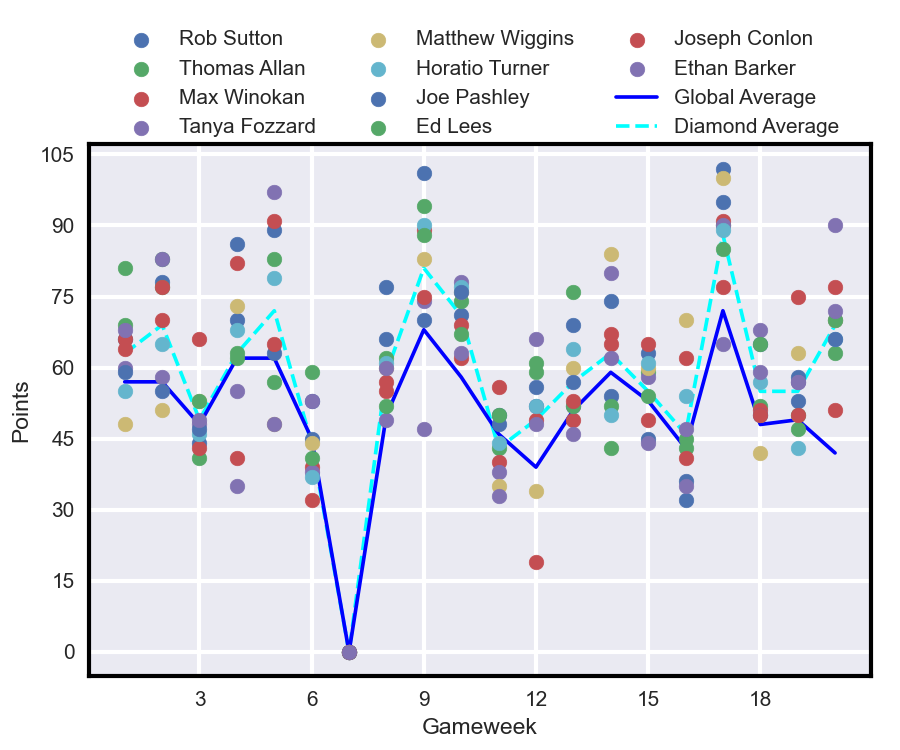 Rob Sutton
Thomas Allan
Max Winokan
Tanya Fozzard
Matthew Wiggins
Horatio Turner
Joe Pashley
Ed Lees
Joseph Conlon
Ethan Barker
Global Average
Diamond Average
105
90
75
60
45
30
15
0
Points
3 6 9 12 15 18
Gameweek